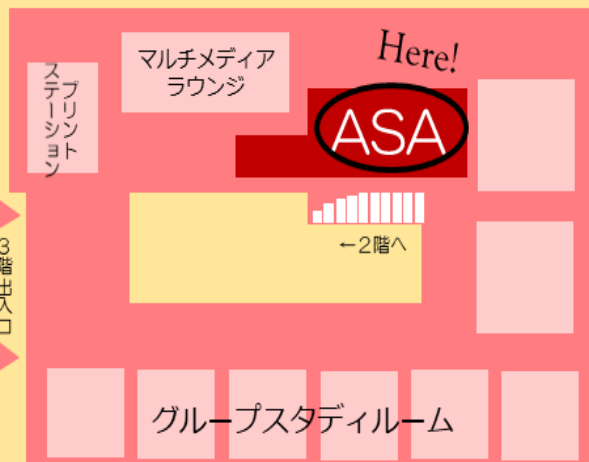 プリント
ステーション
マルチメディア
ラウンジ
Here!
ASA
←2階へ
3階出入口
グループスタディルーム